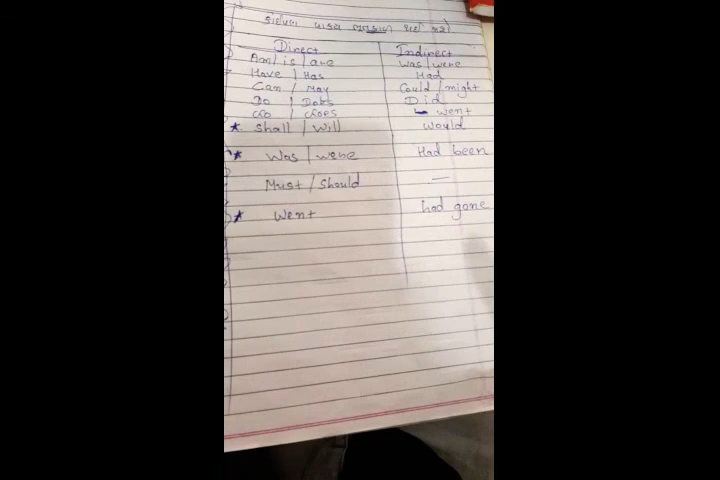 Direct Indirect
Am/is/are Was/were
Have/Has Had
Can/May Could/might
Do/Does Did
Go/Goes went
* Shall/Will would
* Was/were Had been
Must/Should —
* Went had gone